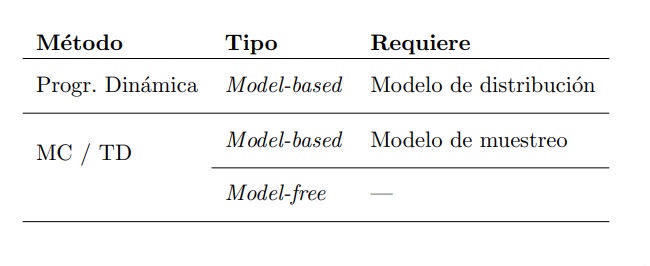 Método Tipo Requiere
Progr. Dinámica Model-based Modelo de distribución
MC / TD Model-based Modelo de muestreo
Model-free —